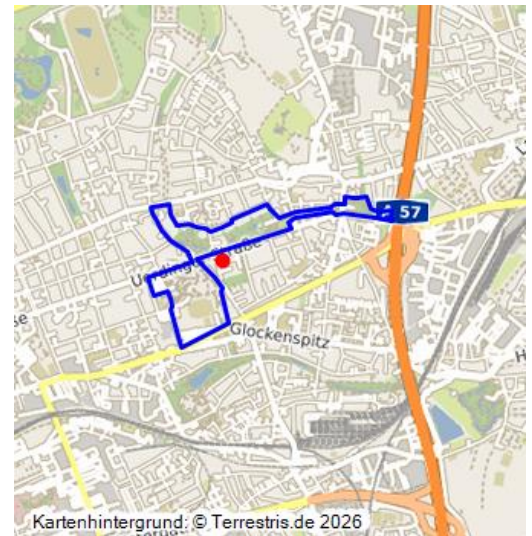 A 57
Uerdinger Straße
Glockenspitz
Kartenhintergrund: © Terrestris.de 2026